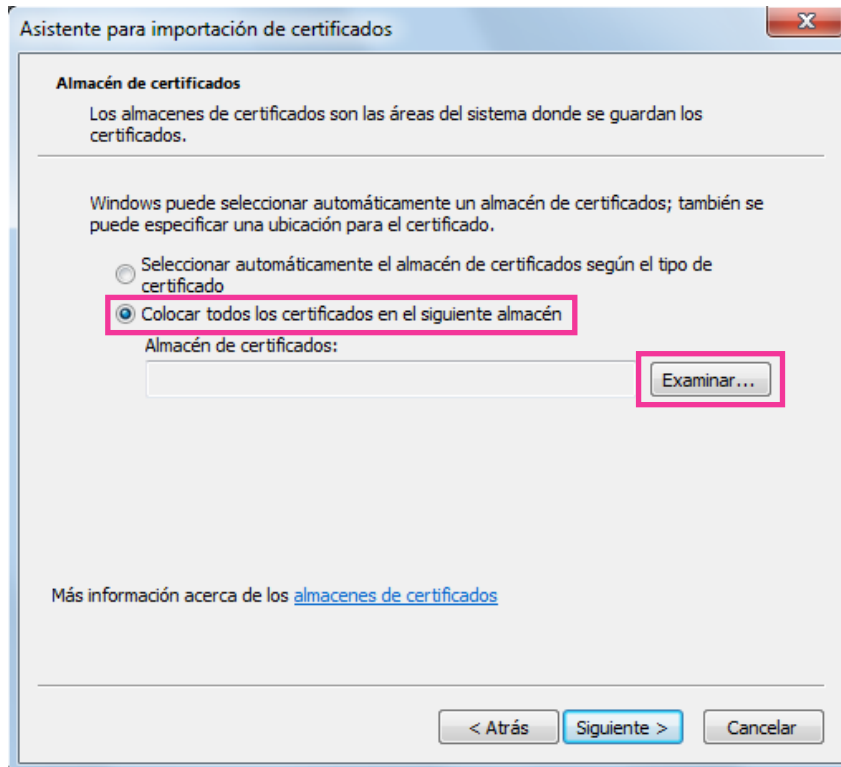 Asistente para importación de certificados
Almacén de certificados
Los almacenes de certificados son las áreas del sistema donde se guardan los
certificados.
Windows puede seleccionar automáticamente un almacén de certificados; también se
puede especificar una ubicación para el certificado.
Seleccionar automáticamente el almacén de certificados según el tipo de
certificado
Colocar todos los certificados en el siguiente almacén
Almacén de certificados:
Examinar...
Más información acerca de los almacenes de certificados
< Atrás
Siguiente >
Cancelar